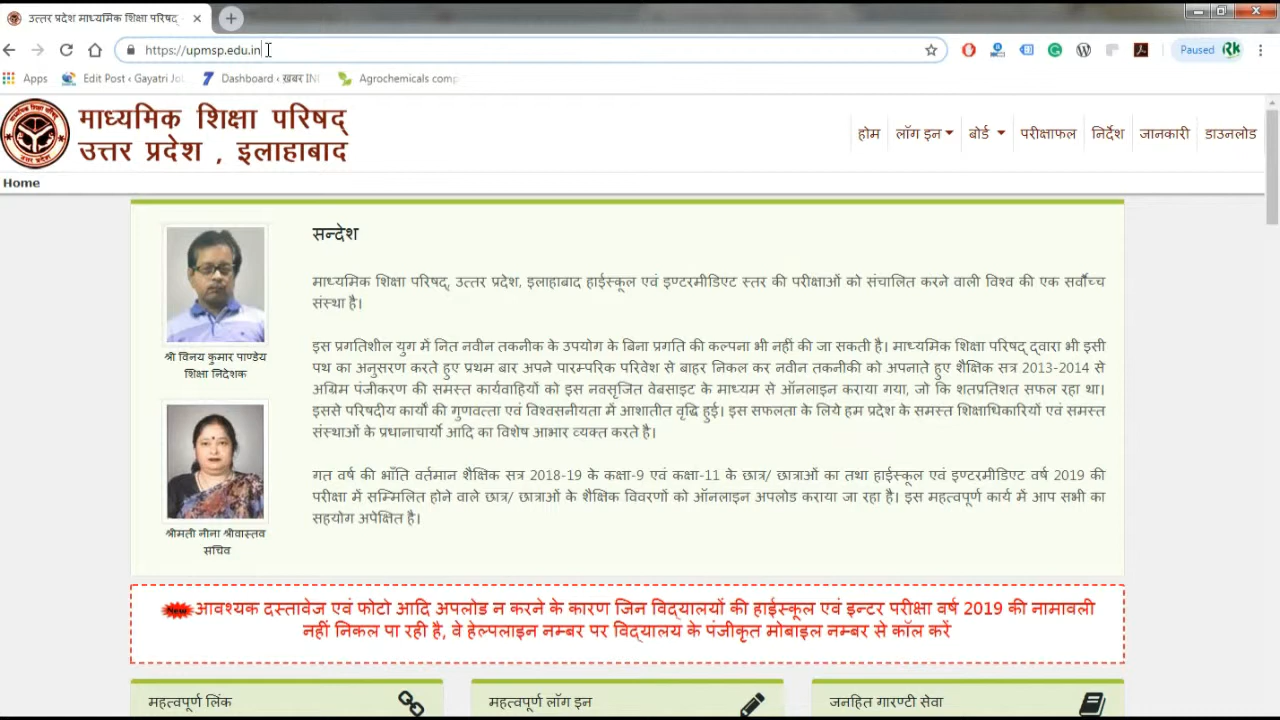 उत्तर प्रदेश माध्यमिक शिक्षा परिषद्
https://upmsp.edu.in
Paused
Apps
Edit Post ‹ Gayatri Jo
Dashboard ‹ ख़बर INI
Agrochemicals comp
माध्यमिक शिक्षा परिषद्
उत्तर प्रदेश , इलाहाबाद
होम
लॉग इन
बोर्ड
परीक्षाफल
निर्देश
जानकारी
डाउनलोड
Home
सन्देश
माध्यमिक शिक्षा परिषद्, उत्तर प्रदेश, इलाहाबाद हाईस्कूल एवं इण्टरमीडिएट स्तर की परीक्षाओं को संचालित करने वाली विश्व की एक सर्वोच्च
संस्था है।
इस प्रगतिशील युग में नित नवीन तकनीक के उपयोग के बिना प्रगति की कल्पना भी नहीं की जा सकती है। माध्यमिक शिक्षा परिषद् द्वारा भी इसी
पथ का अनुसरण करते हुए प्रथम बार अपने पारम्परिक परिवेश से बाहर निकल कर नवीन तकनीकी को अपनाते हुए शैक्षिक सत्र 2013-2014 से
अग्रिम पंजीकरण की समस्त कार्यवाहियों को इस नवसृजित वेबसाइट के माध्यम से ऑनलाइन कराया गया, जो कि शतप्रतिशत सफल रहा था।
इससे परिषदीय कार्यों की गुणवत्ता एवं विश्वसनीयता में आशातीत वृद्धि हुई। इस सफलता के लिये हम प्रदेश के समस्त शिक्षाधिकारियों एवं समस्त
संस्थाओं के प्रधानाचार्यो आदि का विशेष आभार व्यक्त करते है।
गत वर्ष की भाँति वर्तमान शैक्षिक सत्र 2018-19 के कक्षा-9 एवं कक्षा-11 के छात्र/ छात्राओं का तथा हाईस्कूल एवं इण्टरमीडिएट वर्ष 2019 की
परीक्षा में सम्मिलित होने वाले छात्र/ छात्राओं के शैक्षिक विवरणों को ऑनलाइन अपलोड कराया जा रहा है। इस महत्वपूर्ण कार्य में आप सभी का
सहयोग अपेक्षित है।
श्री विनय कुमार पाण्डेय
शिक्षा निदेशक
श्रीमती नीना श्रीवास्तव
सचिव
New आवश्यक दस्तावेज एवं फोटो आदि अपलोड न करने के कारण जिन विद्यालयों की हाईस्कूल एवं इन्टर परीक्षा वर्ष 2019 की नामावली
नहीं निकल पा रही है, वे हेल्पलाइन नम्बर पर विद्यालय के पंजीकृत मोबाइल नम्बर से कॉल करें
महत्वपूर्ण लिंक
महत्वपूर्ण लॉग इन
जनहित गारण्टी सेवा